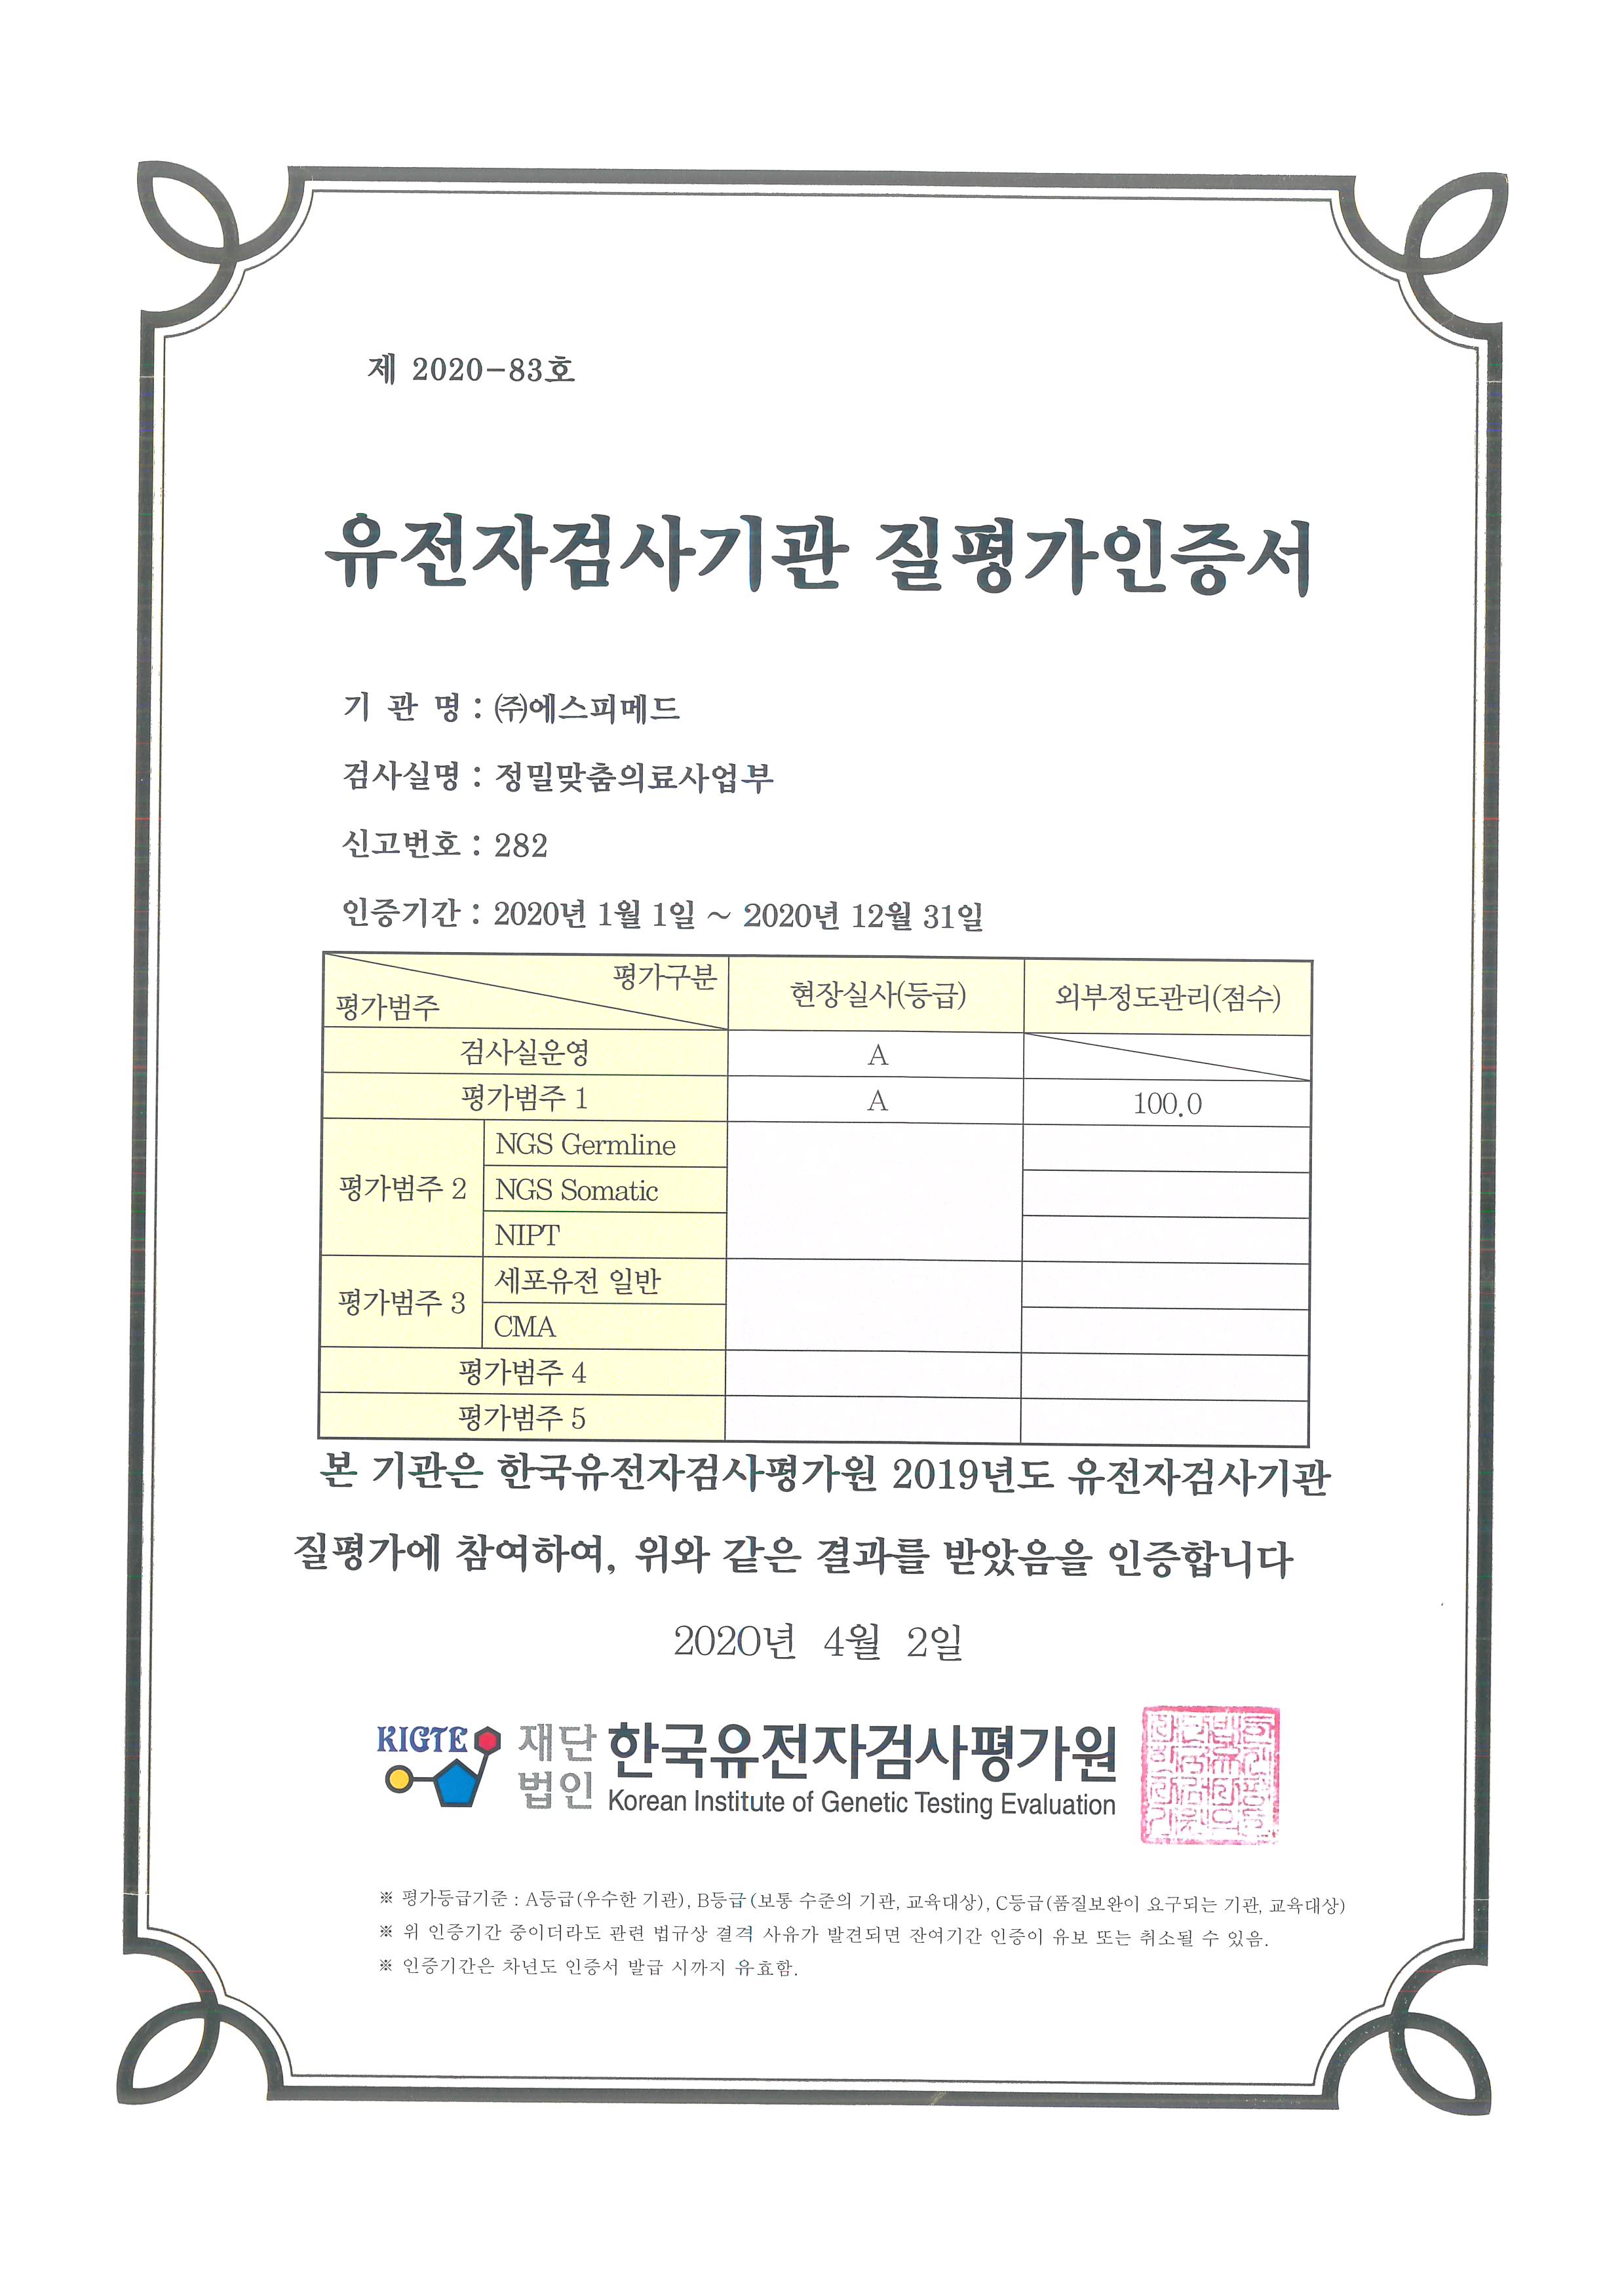 제 2020-83호
유전자검사기관 질평가인증서
기 관 명 : ㈜에스피메드
검사실명 : 정밀맞춤의료사업부
신고번호 : 282
인증기간 : 2020년 1월 1일 ~ 2020년 12월 31일
평가구분
평가범주
현장실사(등급)
외부정도관리(점수)
검사실운영 A
평가범주 1 A 100.0
평가범주 2
NGS Germline
NGS Somatic
NIPT
평가범주 3
세포유전 일반
CMA
평가범주 4
평가범주 5
본 기관은 한국유전자검사평가원 2019년도 유전자검사기관
질평가에 참여하여, 위와 같은 결과를 받았음을 인증합니다
2020년 4월 2일
KIGTE
재단
법인
한국유전자검사평가원
Korean Institute of Genetic Testing Evaluation
※ 평가등급기준 : A등급(우수한 기관), B등급(보통 수준의 기관, 교육대상), C등급(품질보완이 요구되는 기관, 교육대상)
※ 위 인증기간 중이더라도 관련 법규상 결격 사유가 발견되면 잔여기간 인증이 유보 또는 취소될 수 있음.
※ 인증기간은 차년도 인증서 발급 시까지 유효함.